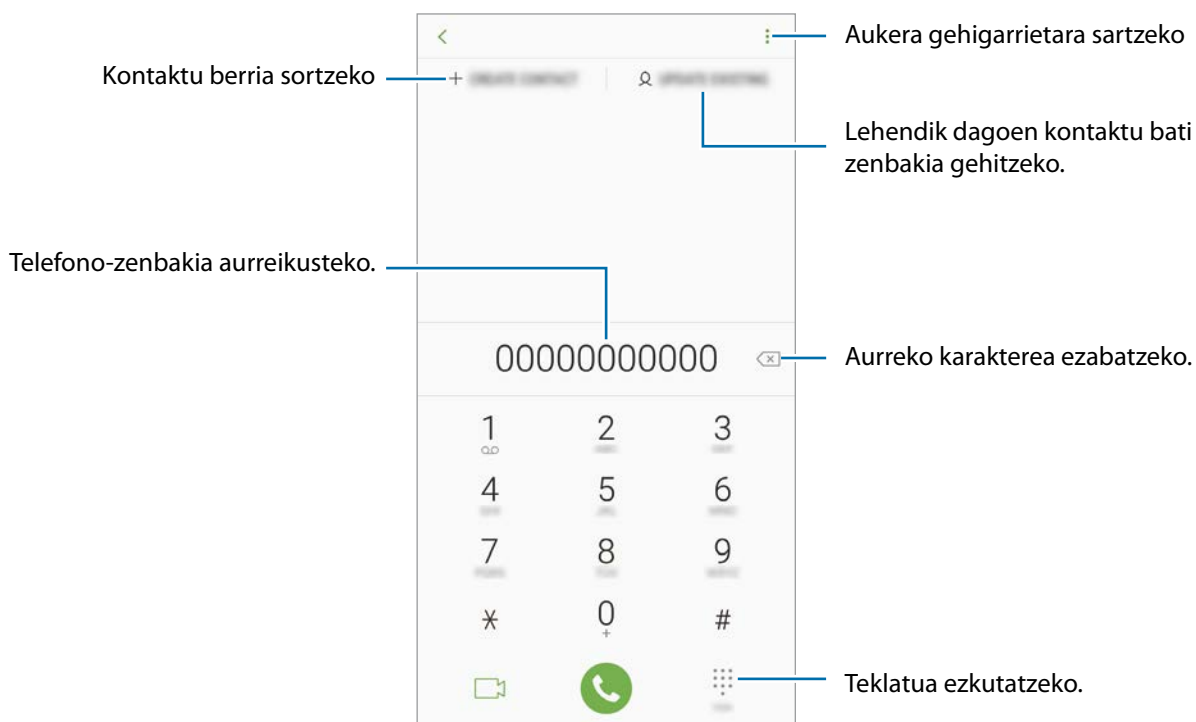 Aukera gehigarrietara sartzeko
Kontaktu berria sortzeko
Lehendik dagoen kontaktu bati
zenbakia gehitzeko.
Telefono-zenbakia aurreikusteko.
00000000000
Aurreko karakterea ezabatzeko.
1 2 3
4 5 6
7 8 9
* 0 #
+
Teklatua ezkutatzeko.